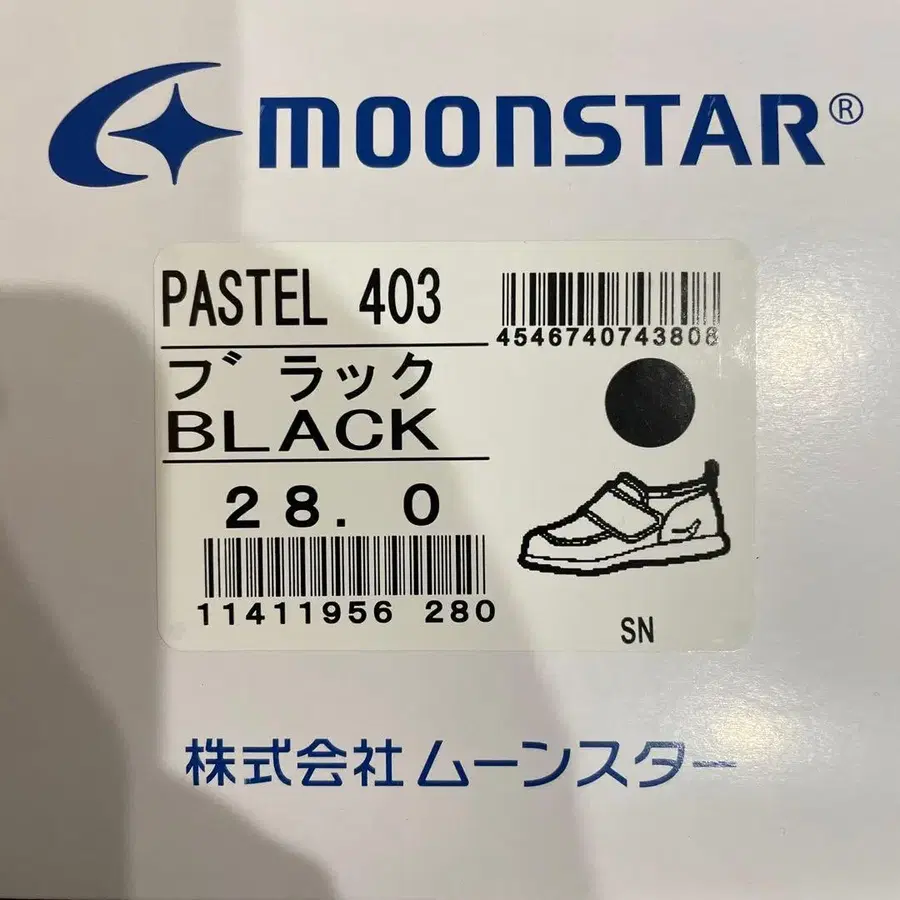 MOONSTAR®
PASTEL 403
4546740743808
ブラック
BLACK
28.0
11411956 280
SN
株式会社ムーンスター